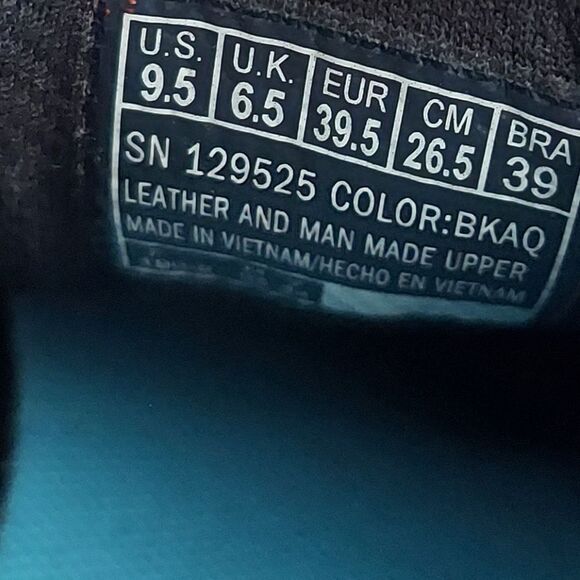 U.S. U.K. EUR CM BRA
9.5 6.5 39.5 26.5 39
SN 129525 COLOR:BKAQ
LEATHER AND MAN MADE UPPER
MADE IN VIETNAM/HECHO EN VIETNAM